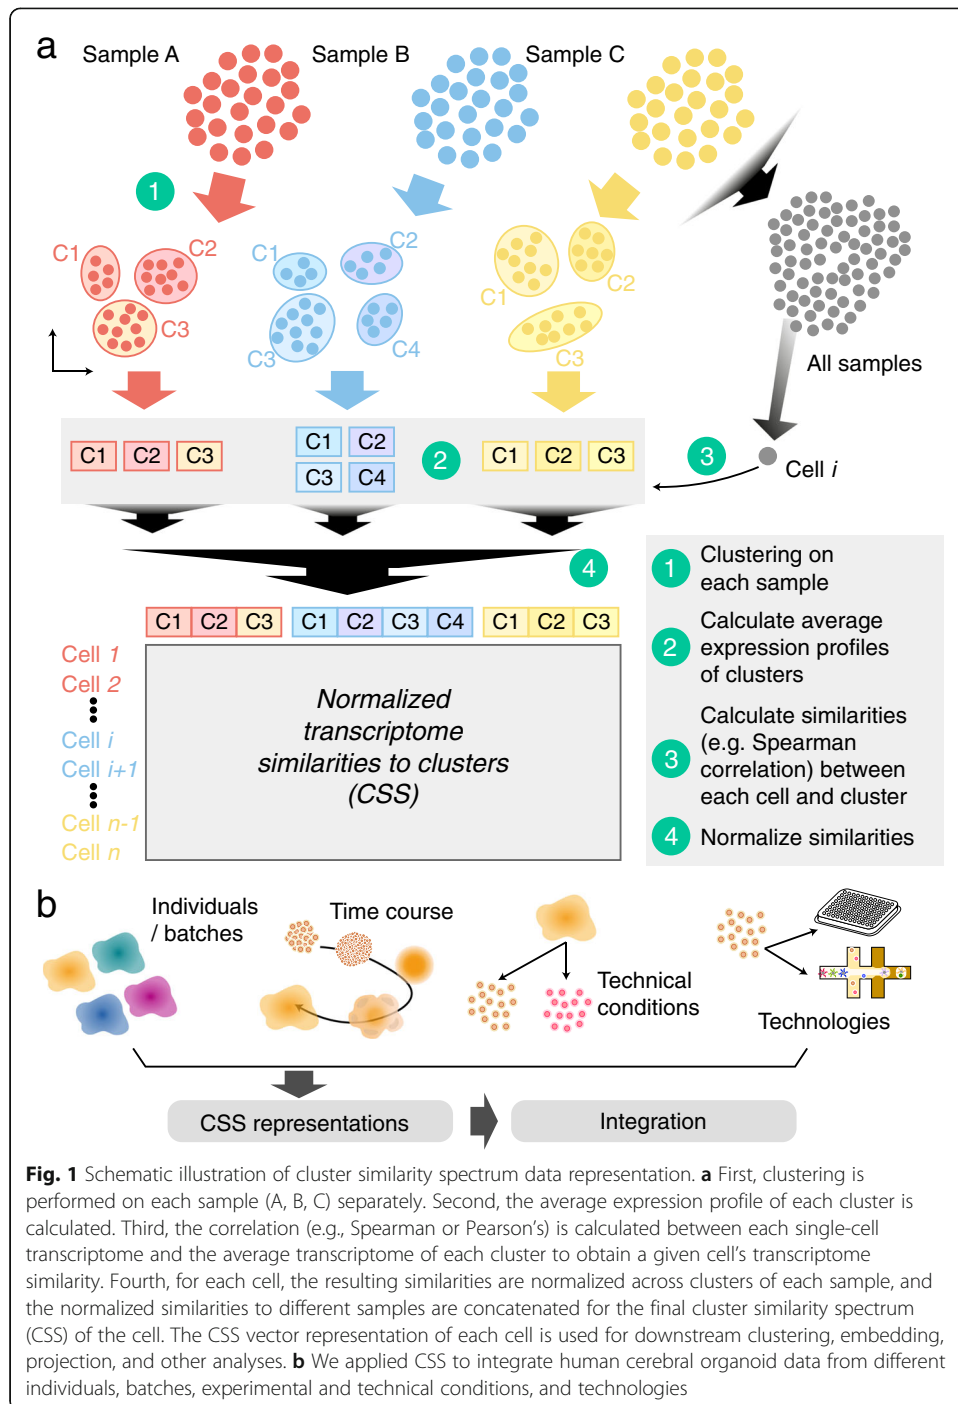 a
Sample A
Sample B
Sample C
1
C1
C2
C3
C1
C2
C3
C4
C1
C2
C3
All samples
C1 C2 C3
C1 C2
C3 C4
2
C1 C2 C3
3
Cell i
4
C1 C2 C3 C1 C2 C3 C4 C1 C2 C3
Cell 1
Cell 2
Cell i
Cell i+1
Cell n-1
Cell n
Normalized
transcriptome
similarities to clusters
(CSS)
1 Clustering on
each sample
2 Calculate average
expression profiles
of clusters
3 Calculate similarities
(e.g. Spearman
correlation) between
each cell and cluster
4 Normalize similarities
b
Individuals
/ batches
Time course
Technical
conditions
Technologies
CSS representations
Integration
Fig. 1 Schematic illustration of cluster similarity spectrum data representation. a First, clustering is
performed on each sample (A, B, C) separately. Second, the average expression profile of each cluster is
calculated. Third, the correlation (e.g., Spearman or Pearson's) is calculated between each single-cell
transcriptome and the average transcriptome of each cluster to obtain a given cell's transcriptome
similarity. Fourth, for each cell, the resulting similarities are normalized across clusters of each sample, and
the normalized similarities to different samples are concatenated for the final cluster similarity spectrum
(CSS) of the cell. The CSS vector representation of each cell is used for downstream clustering, embedding,
projection, and other analyses. b We applied CSS to integrate human cerebral organoid data from different
individuals, batches, experimental and technical conditions, and technologies